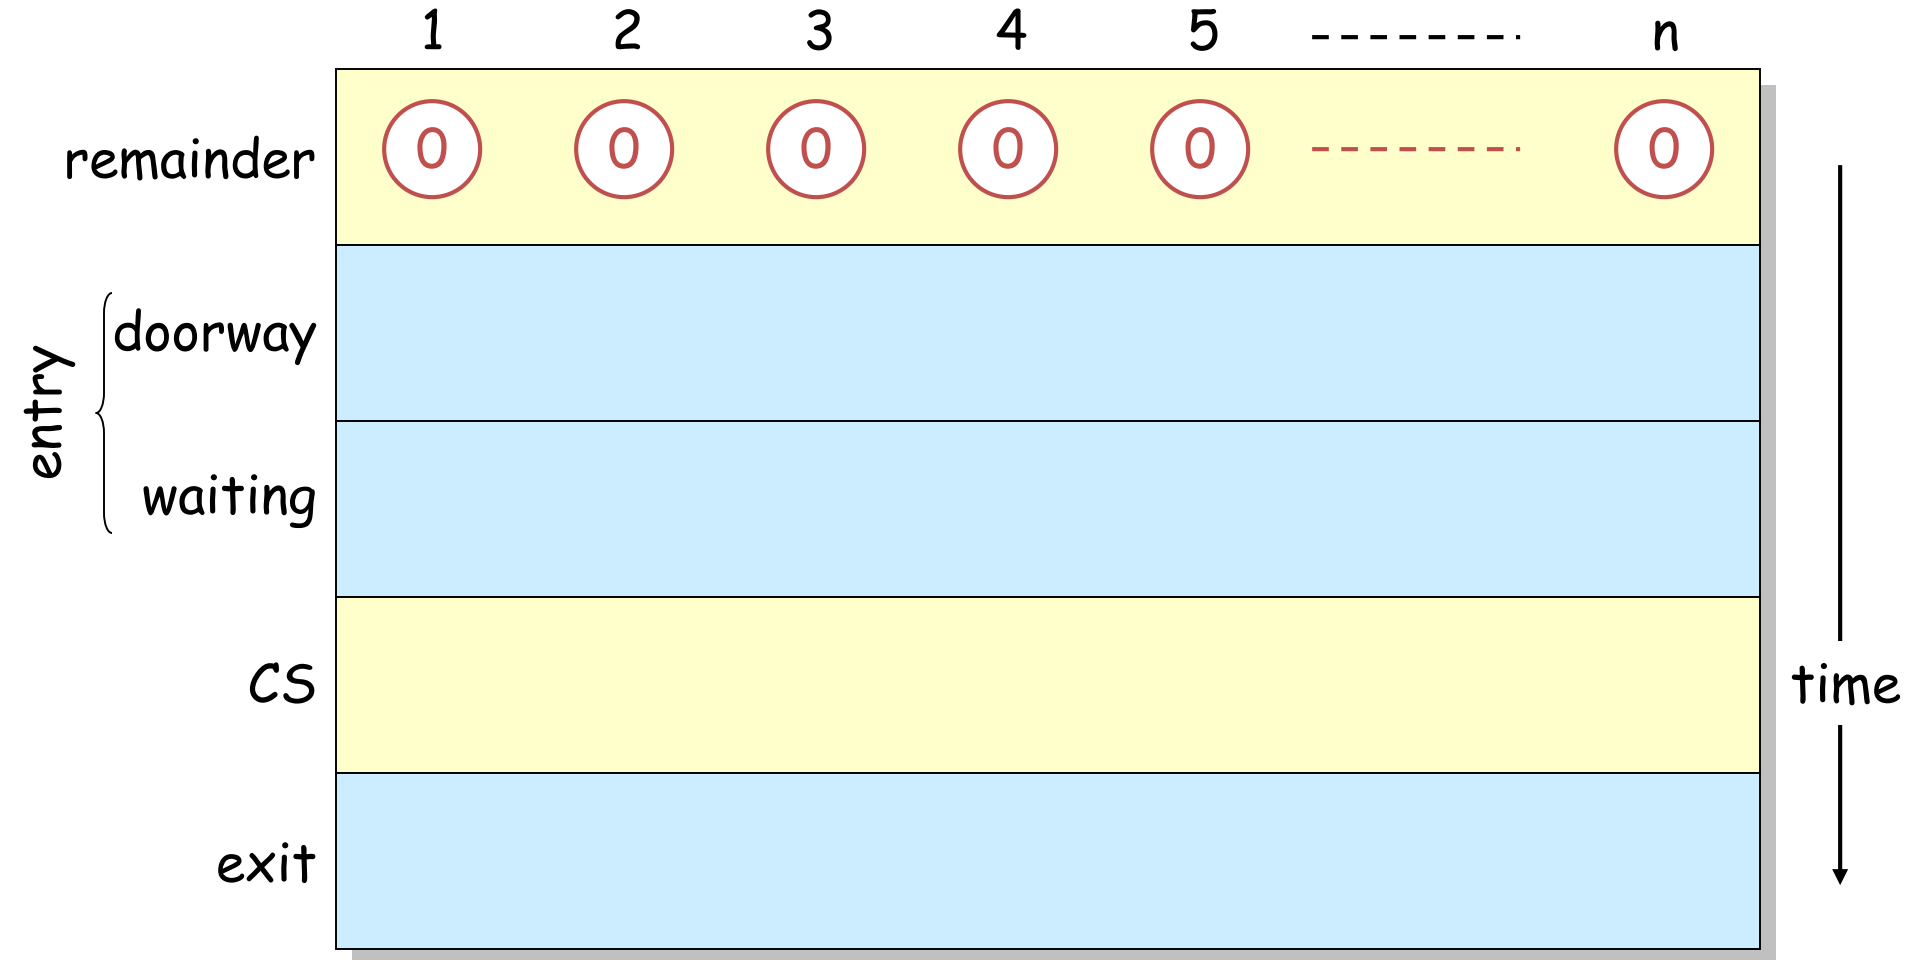 1 2 3 4 5 n
remainder 0 0 0 0 0 0
entry
doorway
waiting
CS
time
exit